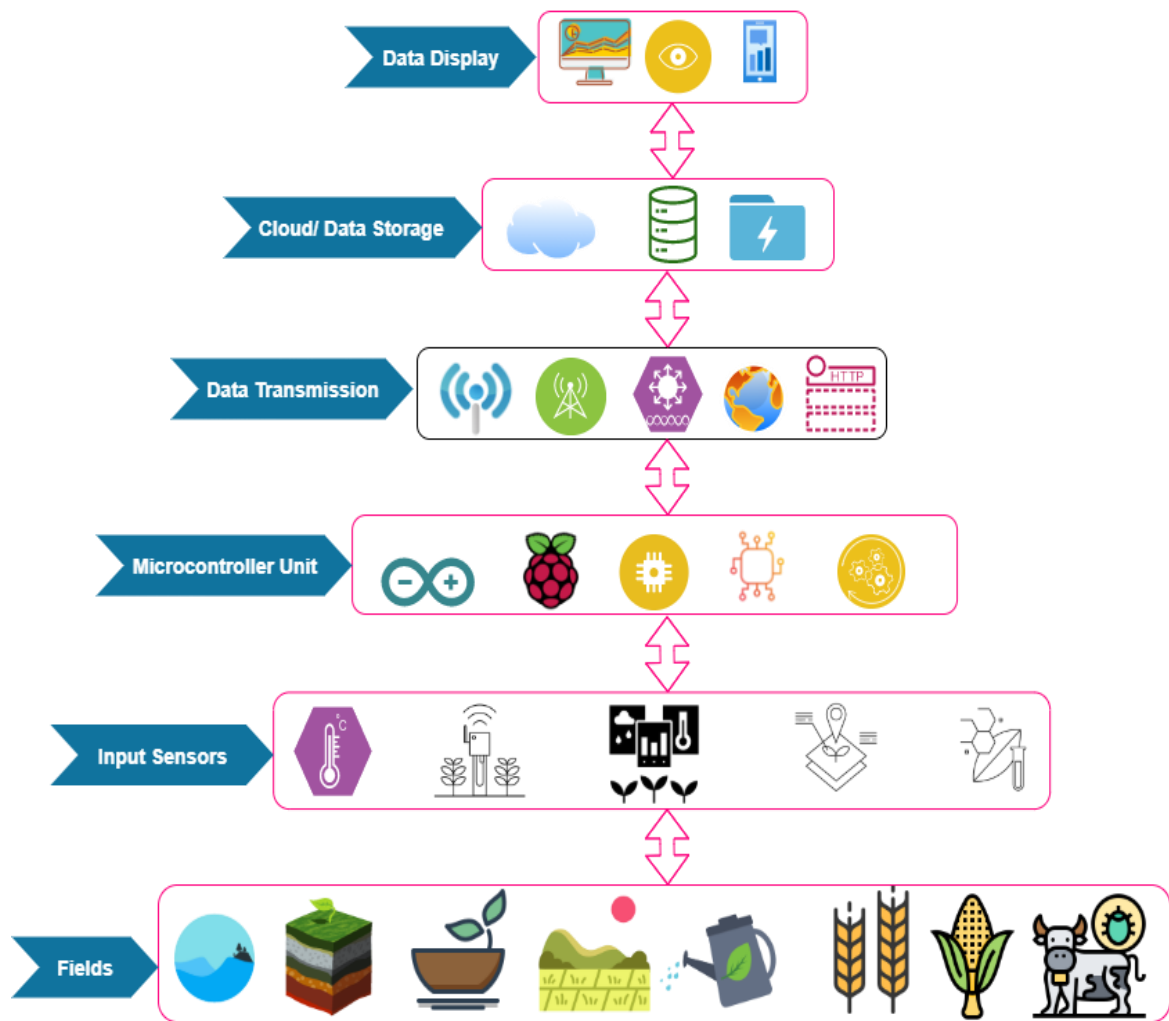 Data Display
Cloud/ Data Storage
Data Transmission
HTTP
Microcontroller Unit
°C
Input Sensors
Fields